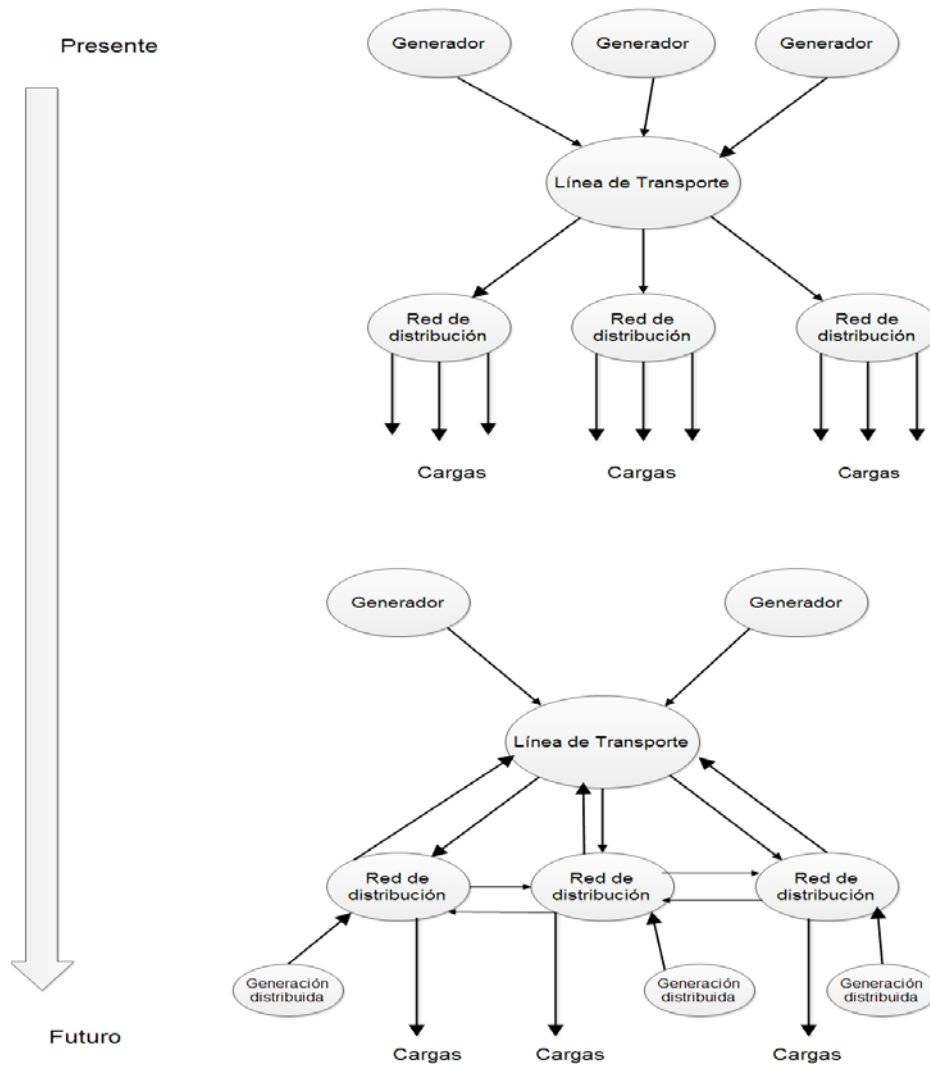 Presente
Generador
Generador
Generador
Línea de Transporte
Red de
distribución
Red de
distribución
Red de
distribución
Cargas
Cargas
Cargas
Generador
Generador
Línea de Transporte
Red de
distribución
Red de
distribución
Red de
distribución
Generación
distribuida
Generación
distribuida
Generación
distribuida
Futuro
Cargas
Cargas
Cargas